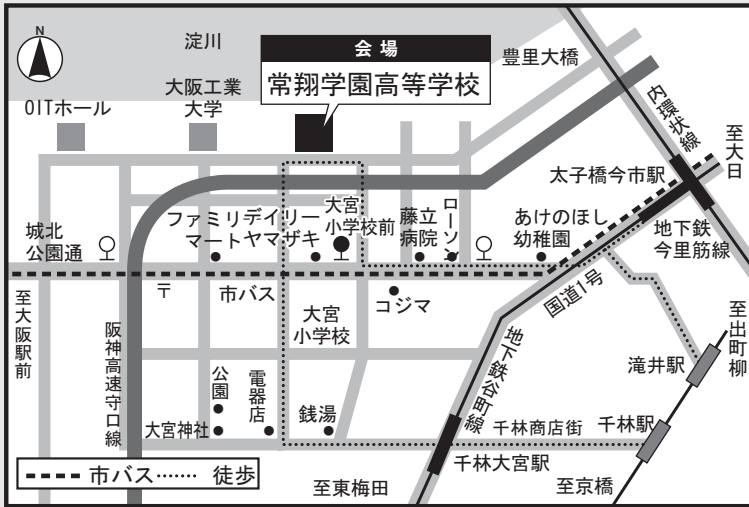 N
淀川
会場
常翔学園高等学校
豊里大橋
大阪工業
大学
OITホール
内環状線
至大日
太子橋今市駅
地下鉄
今里筋線
城北
公園通
ファミリー
マート
デイリー
ヤマザキ
大宮
小学校前
藤立
病院
ローソン
あけのほし
幼稚園
〒
市バス
コジマ
国道1号
至大阪駅前
阪神高速守口線
大宮
小学校
至出町柳
滝井駅
公園
電器店
銭湯
大宮神社
地下鉄谷町線
千林商店街
千林駅
千林大宮駅
市バス
徒歩
至東梅田
至京橋